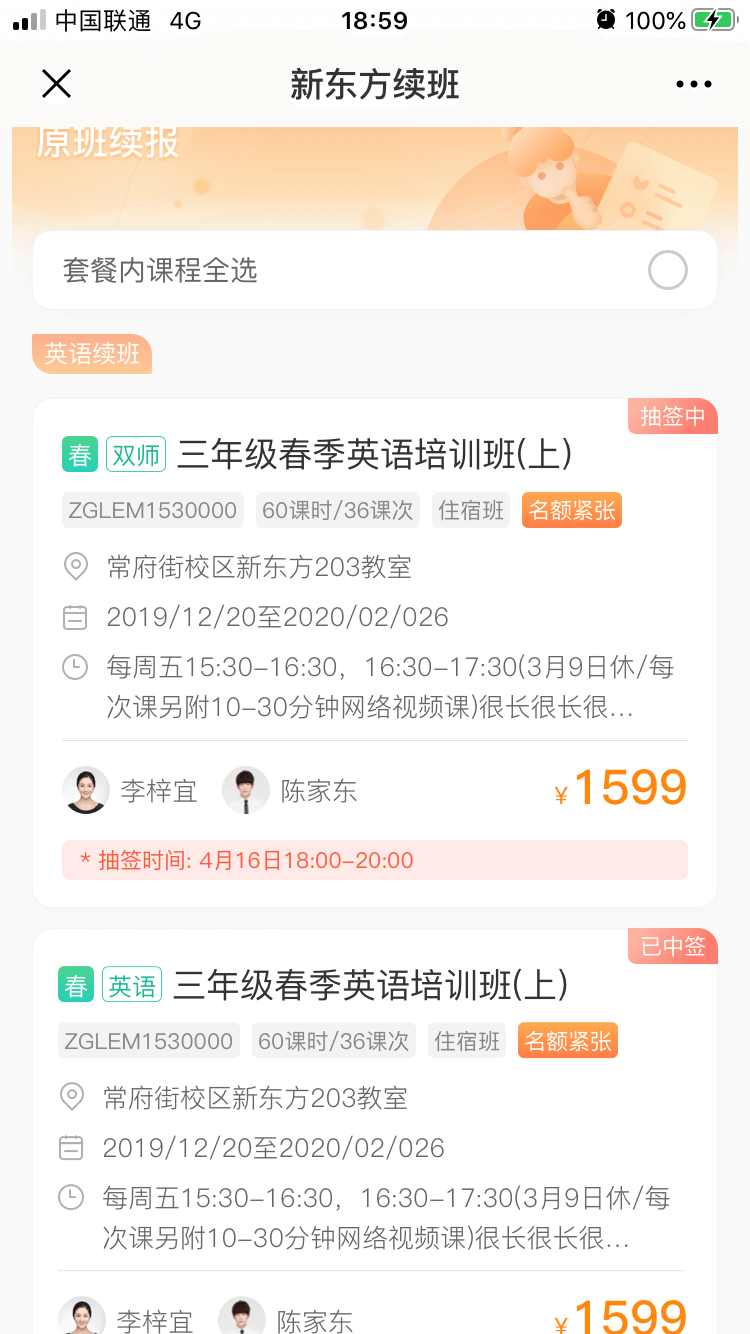 中国联通 4G 18:59 100%
新东方续班
原班续报
套餐内课程全选
英语续班
抽签中
春 双师 三年级春季英语培训班(上)
ZGLEM1530000 60课时/36课次 住宿班 名额紧张
常府街校区新东方203教室
2019/12/20至2020/02/026
每周五15:30-16:30，16:30-17:30(3月9日休/每
次课另附10-30分钟网络视频课)很长很长很...
李梓宜 陈家东 ¥1599
* 抽签时间: 4月16日18:00-20:00
已中签
春 英语 三年级春季英语培训班(上)
ZGLEM1530000 60课时/36课次 住宿班 名额紧张
常府街校区新东方203教室
2019/12/20至2020/02/026
每周五15:30-16:30，16:30-17:30(3月9日休/每
次课另附10-30分钟网络视频课)很长很长很...
李梓宜 陈家东 ¥1599